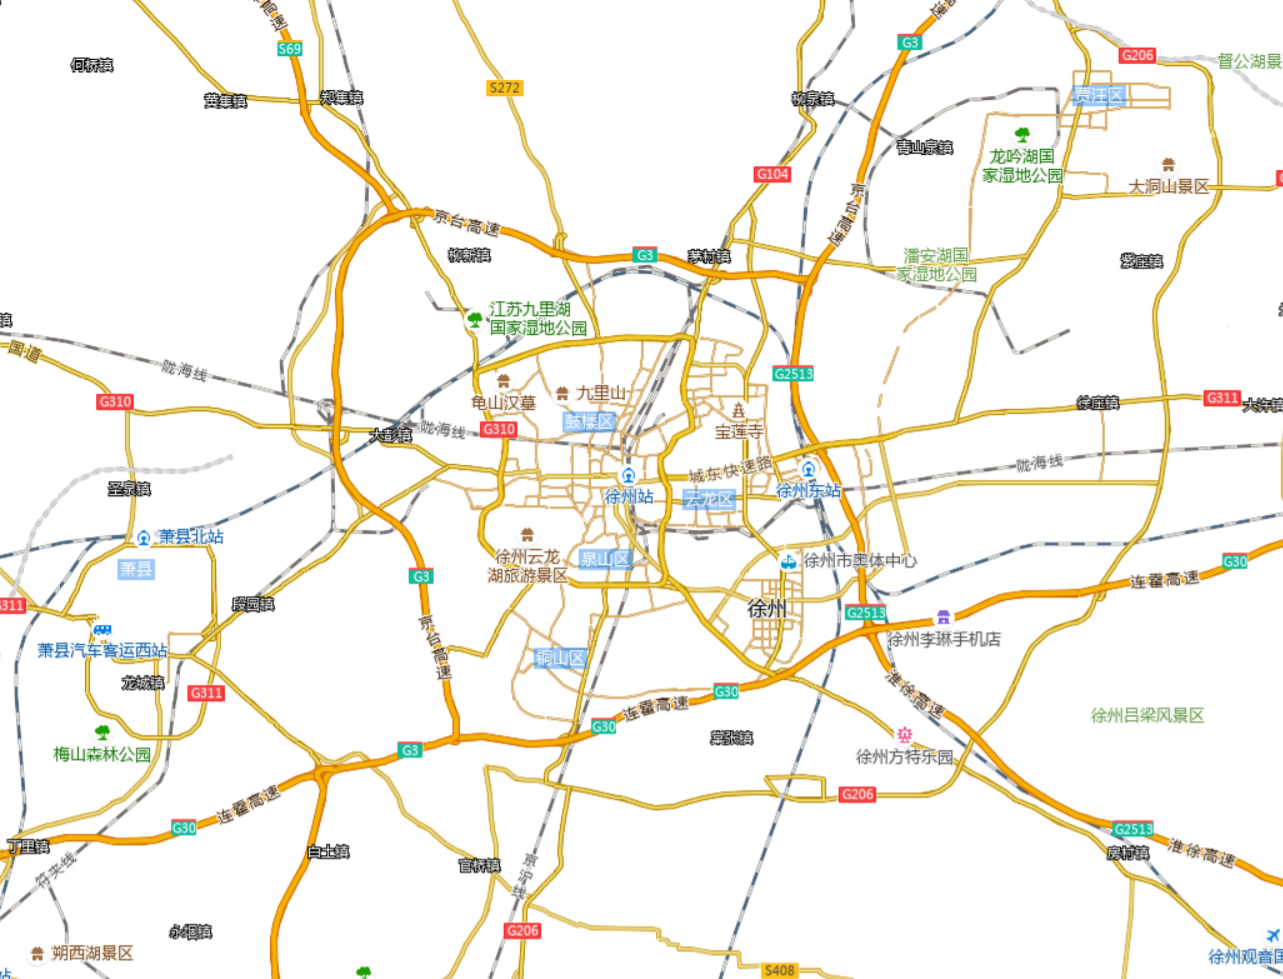 高速
速
G3
S69
G206
督公湖景
何桥镇
S272
黄集镇
郑集镇
柳泉镇
贾汪区
青山泉镇
龙吟湖国
家湿地公园
G104
大洞山景区
京台高速
京台高速
柳新镇
G3
茅村镇
潘安湖国
家湿地公园
紫庄镇
镇
江苏九里湖
国家湿地公园
国道
陇海线
G2513
龟山汉墓
九里山
G310
G311
徐庄镇
大许镇
鼓楼区
宝莲寺
大彭镇
陇海线
G310
城东快速路
陇海线
圣泉镇
徐州站
云龙区
徐州东站
萧县北站
萧县
徐州云龙
湖旅游景区
泉山区
徐州市奥体中心
G30
连霍高速
G3
G311
段园镇
徐州
G2513
徐州李琳手机店
萧县汽车客运西站
京台高速
铜山区
龙城镇
G311
G30
连霍高速
淮徐高速
徐州吕梁风景区
G30
棠张镇
梅山森林公园
G3
徐州方特乐园
连霍高速
G206
G30
G2513
丁里镇
白土镇
官桥镇
京沪线
房村镇
淮徐高速
符夹线
永堌镇
G206
朔西湖景区
徐州观音国
S408
站